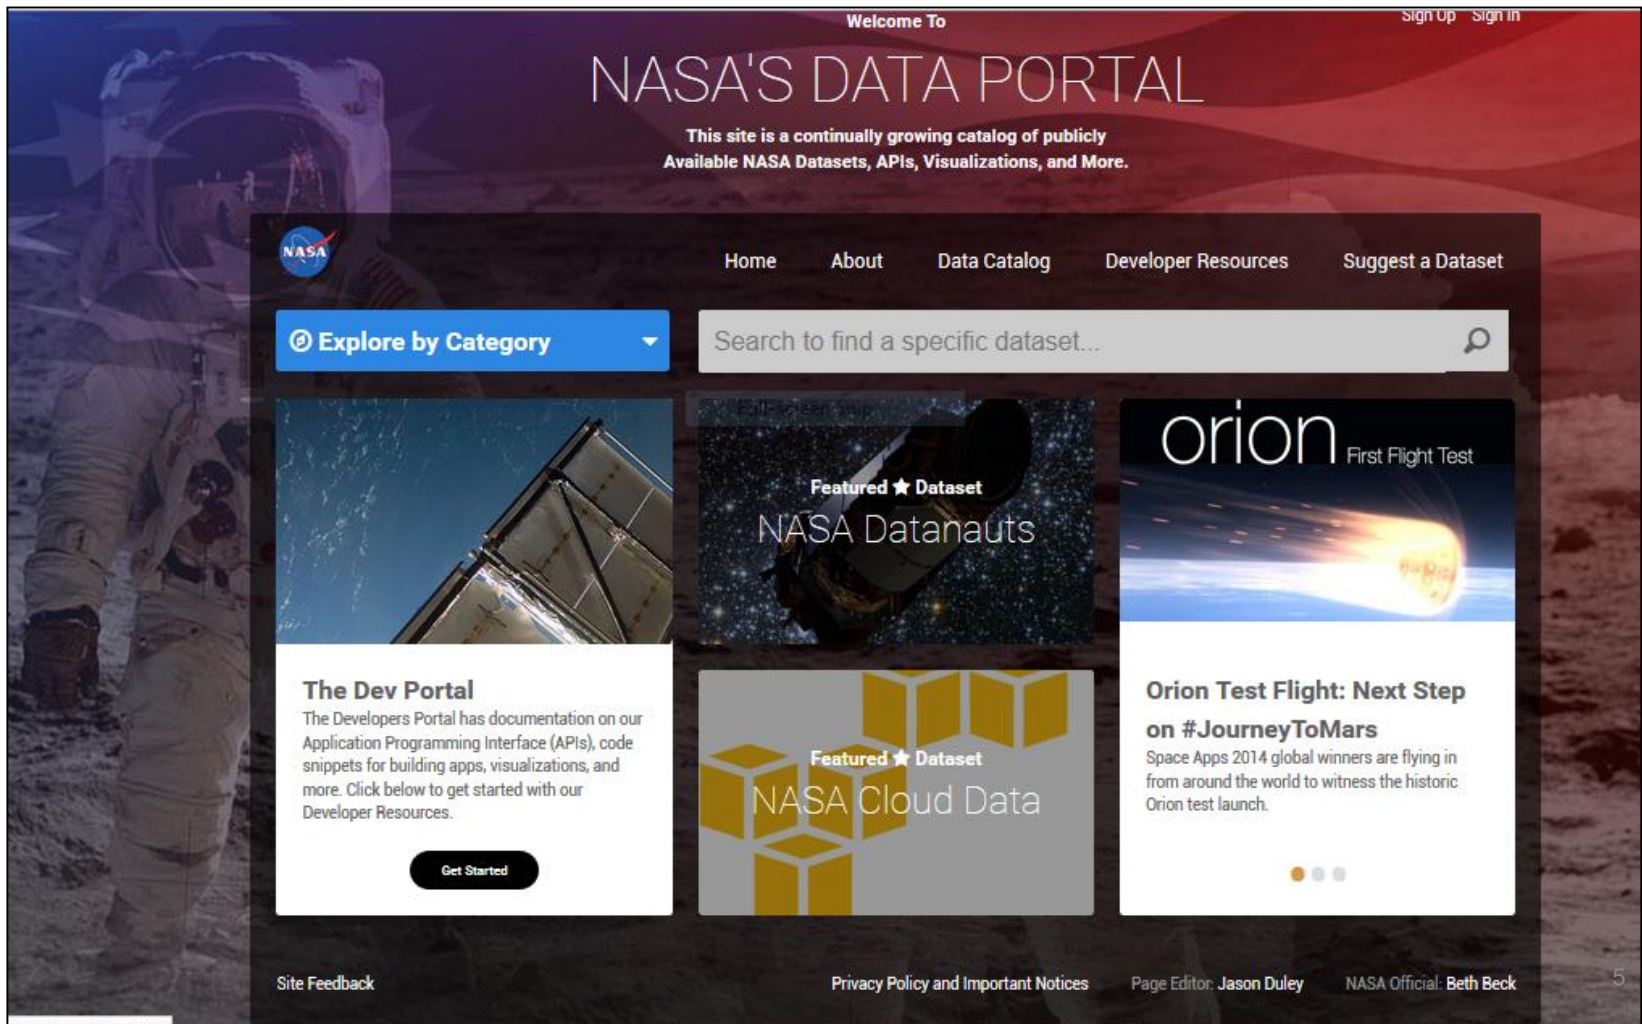 Welcome To
Sign Up Sign In
NASA'S DATA PORTAL
This site is a continually growing catalog of publicly
Available NASA Datasets, APIs, Visualizations, and More.
NASA
Home About Data Catalog Developer Resources Suggest a Dataset
Explore by Category
Search to find a specific dataset...
Full-screen Snip
The Dev Portal
The Developers Portal has documentation on our
Application Programming Interface (APIs), code
snippets for building apps, visualizations, and
more. Click below to get started with our
Developer Resources.
Get Started
Featured ★ Dataset
NASA Datanauts
Featured ★ Dataset
NASA Cloud Data
orion First Flight Test
Orion Test Flight: Next Step
on #JourneyToMars
Space Apps 2014 global winners are flying in
from around the world to witness the historic
Orion test launch.
Site Feedback
Privacy Policy and Important Notices
Page Editor: Jason Duley
NASA Official: Beth Beck
5